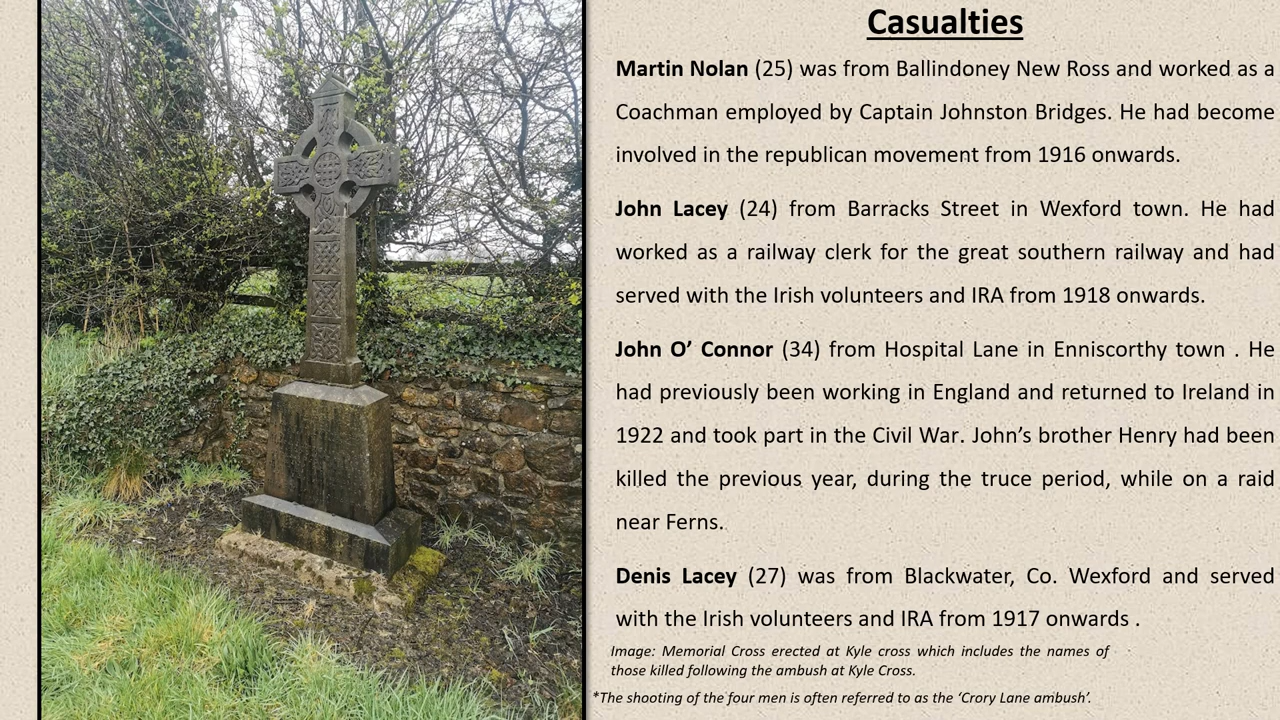 Casualties
Martin Nolan (25) was from Ballindoney New Ross and worked as a
Coachman employed by Captain Johnston Bridges. He had become
involved in the republican movement from 1916 onwards.
John Lacey (24) from Barracks Street in Wexford town. He had
worked as a railway clerk for the great southern railway and had
served with the Irish volunteers and IRA from 1918 onwards.
John O’ Connor (34) from Hospital Lane in Enniscorthy town . He
had previously been working in England and returned to Ireland in
1922 and took part in the Civil War. John’s brother Henry had been
killed the previous year, during the truce period, while on a raid
near Ferns.
Denis Lacey (27) was from Blackwater, Co. Wexford and served
with the Irish volunteers and IRA from 1917 onwards .
Image: Memorial Cross erected at Kyle cross which includes the names of
those killed following the ambush at Kyle Cross.
*The shooting of the four men is often referred to as the ‘Crory Lane ambush’.